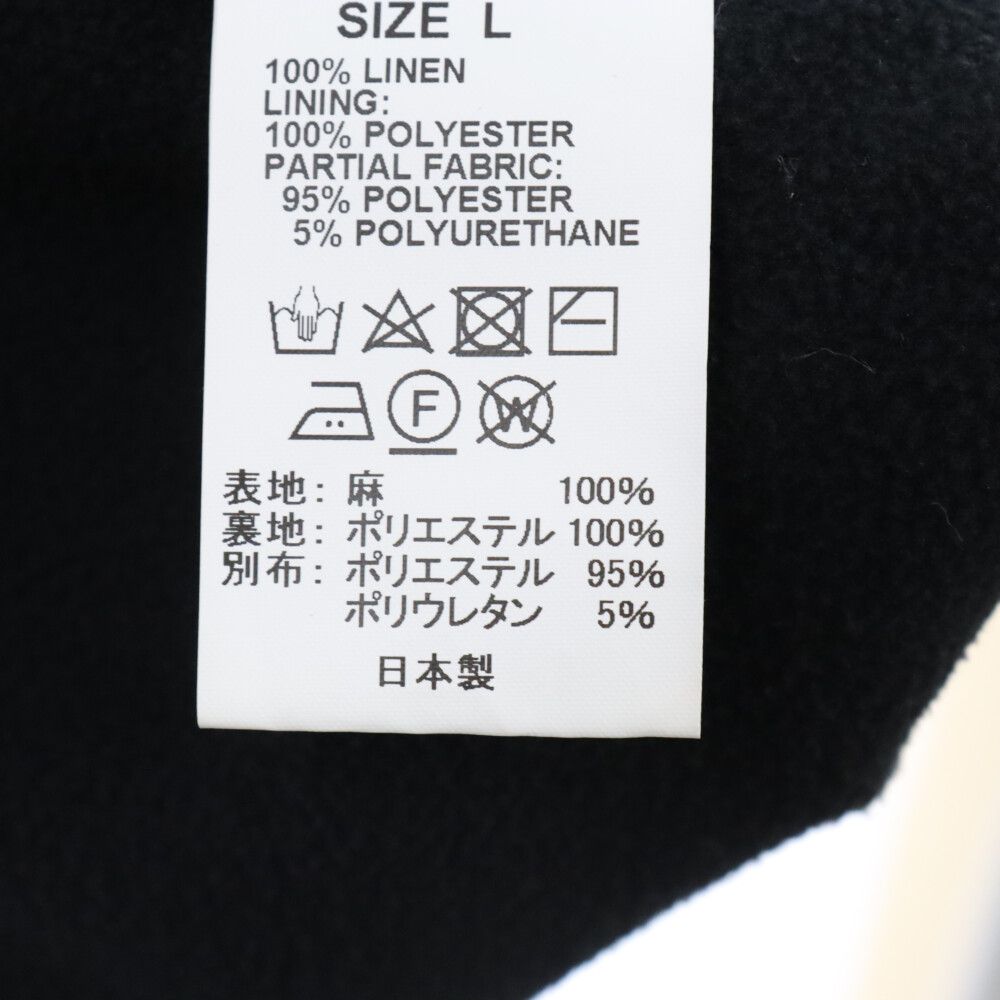 SIZE L
100% LINEN
LINING:
100% POLYESTER
PARTIAL FABRIC:
95% POLYESTER
5% POLYURETHANE
F W
表地: 麻 100%
裏地: ポリエステル 100%
別布: ポリエステル 95%
ポリウレタン 5%
日本製